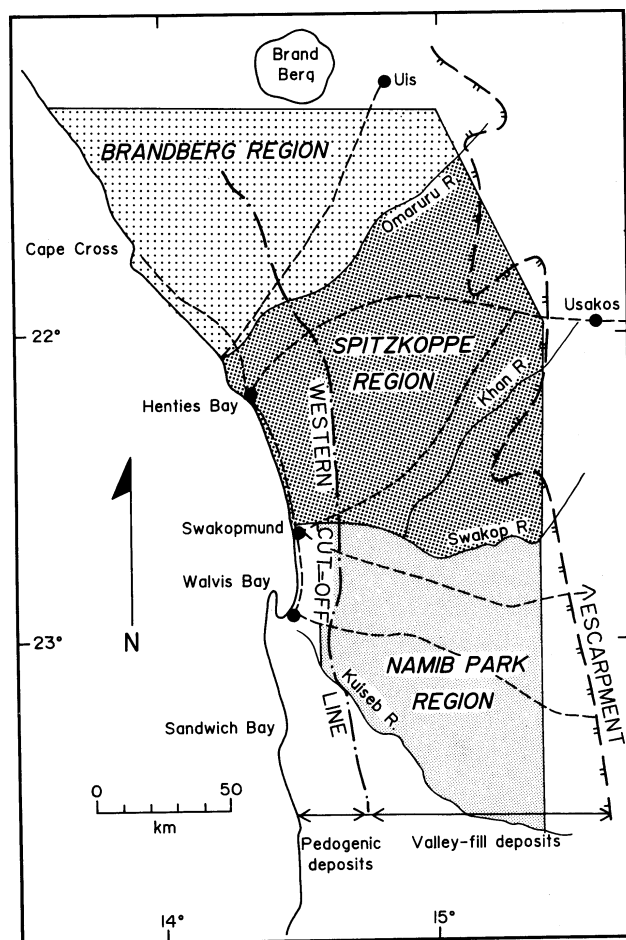 Brand
Berg
Uis
BRANDBERG REGION
Omaruru R.
Cape Cross
Usakos
22°
SPITZKOPPE
REGION
Khan R.
Henties Bay
WESTERN
Swakopmund
Swakop R.
CUT-OFF
Walvis Bay
N
23°
ESCARPMENT
NAMIB PARK
REGION
Kuiseb R.
LINE
Sandwich Bay
0 50
km
Pedogenic
deposits
Valley-fill deposits
14° 15°